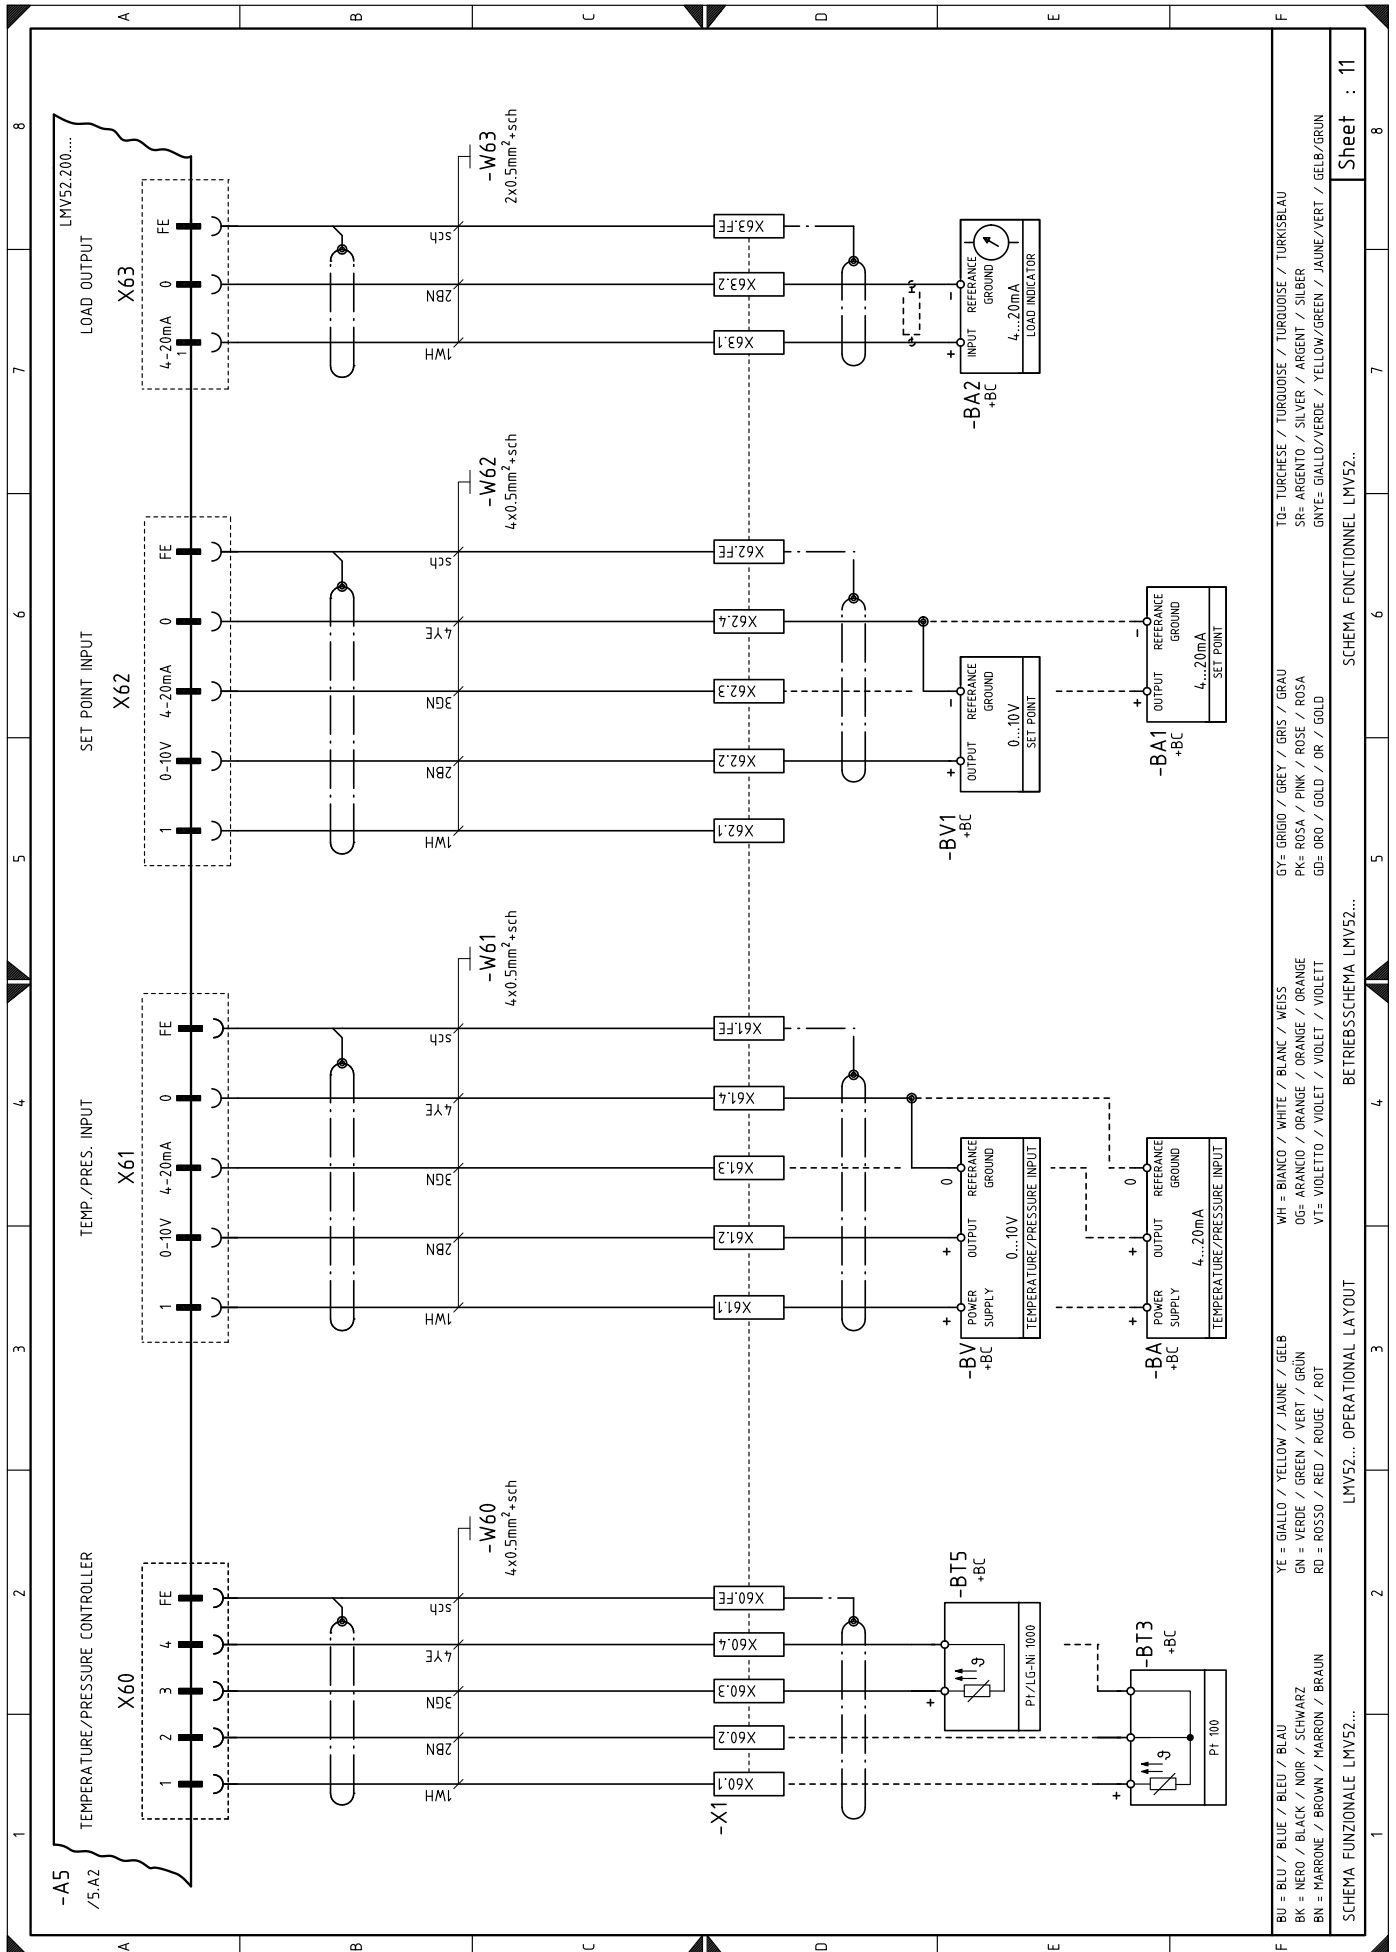 1 2 3 4 5 6 7 8
A
B
C
D
E
F
-A5
/5.A2
LMV52.200....
TEMPERATURE/PRESSURE CONTROLLER
X60
1 2 3 4 FE
1WH 2BN 3GN 4YE sch
-W60
4x0.5mm²+sch
-X1
X60.1 X60.2 X60.3 X60.4 X60.FE
-BT5
+BC
+
ϑ
Pt/LG-Ni 1000
-BT3
+BC
+
ϑ
Pt 100
TEMP./PRES. INPUT
X61
1 0-10V 4-20mA 0 FE
1WH 2BN 3GN 4YE sch
-W61
4x0.5mm²+sch
X61.1 X61.2 X61.3 X61.4 X61.FE
-BV
+BC
+ + 0
POWER SUPPLY
OUTPUT
REFERANCE GROUND
0...10V
TEMPERATURE/PRESSURE INPUT
-BA
+BC
+ + 0
POWER SUPPLY
OUTPUT
REFERANCE GROUND
4...20mA
TEMPERATURE/PRESSURE INPUT
SET POINT INPUT
X62
1 0-10V 4-20mA 0 FE
1WH 2BN 3GN 4YE sch
-W62
4x0.5mm²+sch
X62.1 X62.2 X62.3 X62.4 X62.FE
-BV1
+BC
+ -
OUTPUT
REFERANCE GROUND
0...10V
SET POINT
-BA1
+BC
+ -
OUTPUT
REFERANCE GROUND
4...20mA
SET POINT
LOAD OUTPUT
X63
4-20mA
1 0 FE
1WH 2BN sch
-W63
2x0.5mm²+sch
X63.1 X63.2 X63.FE
-BA2
+BC
+ -
INPUT
REFERANCE GROUND
4...20mA
LOAD INDICATOR
BU = BLU / BLUE / BLEU / BLAU
BK = NERO / BLACK / NOIR / SCHWARZ
BN = MARRONE / BROWN / MARRON / BRAUN
YE = GIALLO / YELLOW / JAUNE / GELB
GN = VERDE / GREEN / VERT / GRÜN
RD = ROSSO / RED / ROUGE / ROT
WH = BIANCO / WHITE / BLANC / WEISS
OG= ARANCIO / ORANGE / ORANGE / ORANGE
VT= VIOLETTO / VIOLET / VIOLET / VIOLETT
GY= GRIGIO / GREY / GRIS / GRAU
PK= ROSA / PINK / ROSE / ROSA
GD= ORO / GOLD / OR / GOLD
TQ= TURCHESE / TURQUOISE / TURQUOISE / TURKISBLAU
SR= ARGENTO / SILVER / ARGENT / SILBER
GNYE= GIALLO/VERDE / YELLOW/GREEN / JAUNE/VERT / GELB/GRUN
SCHEMA FUNZIONALE LMV52... LMV52... OPERATIONAL LAYOUT BETRIEBSSCHEMA LMV52... SCHEMA FONCTIONNEL LMV52... Sheet : 11
1 2 3 4 5 6 7 8
A
B
C
D
E
F